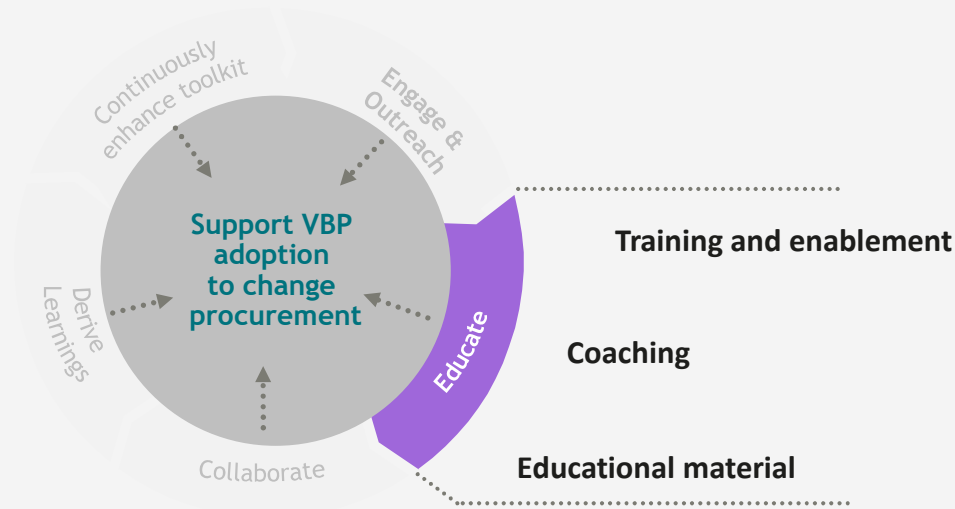 Continuously
enhance toolkit
Engage &
Outreach
Support VBP
adoption
to change
procurement
Training and enablement
Derive
Learnings
Educate
Coaching
Collaborate
Educational material